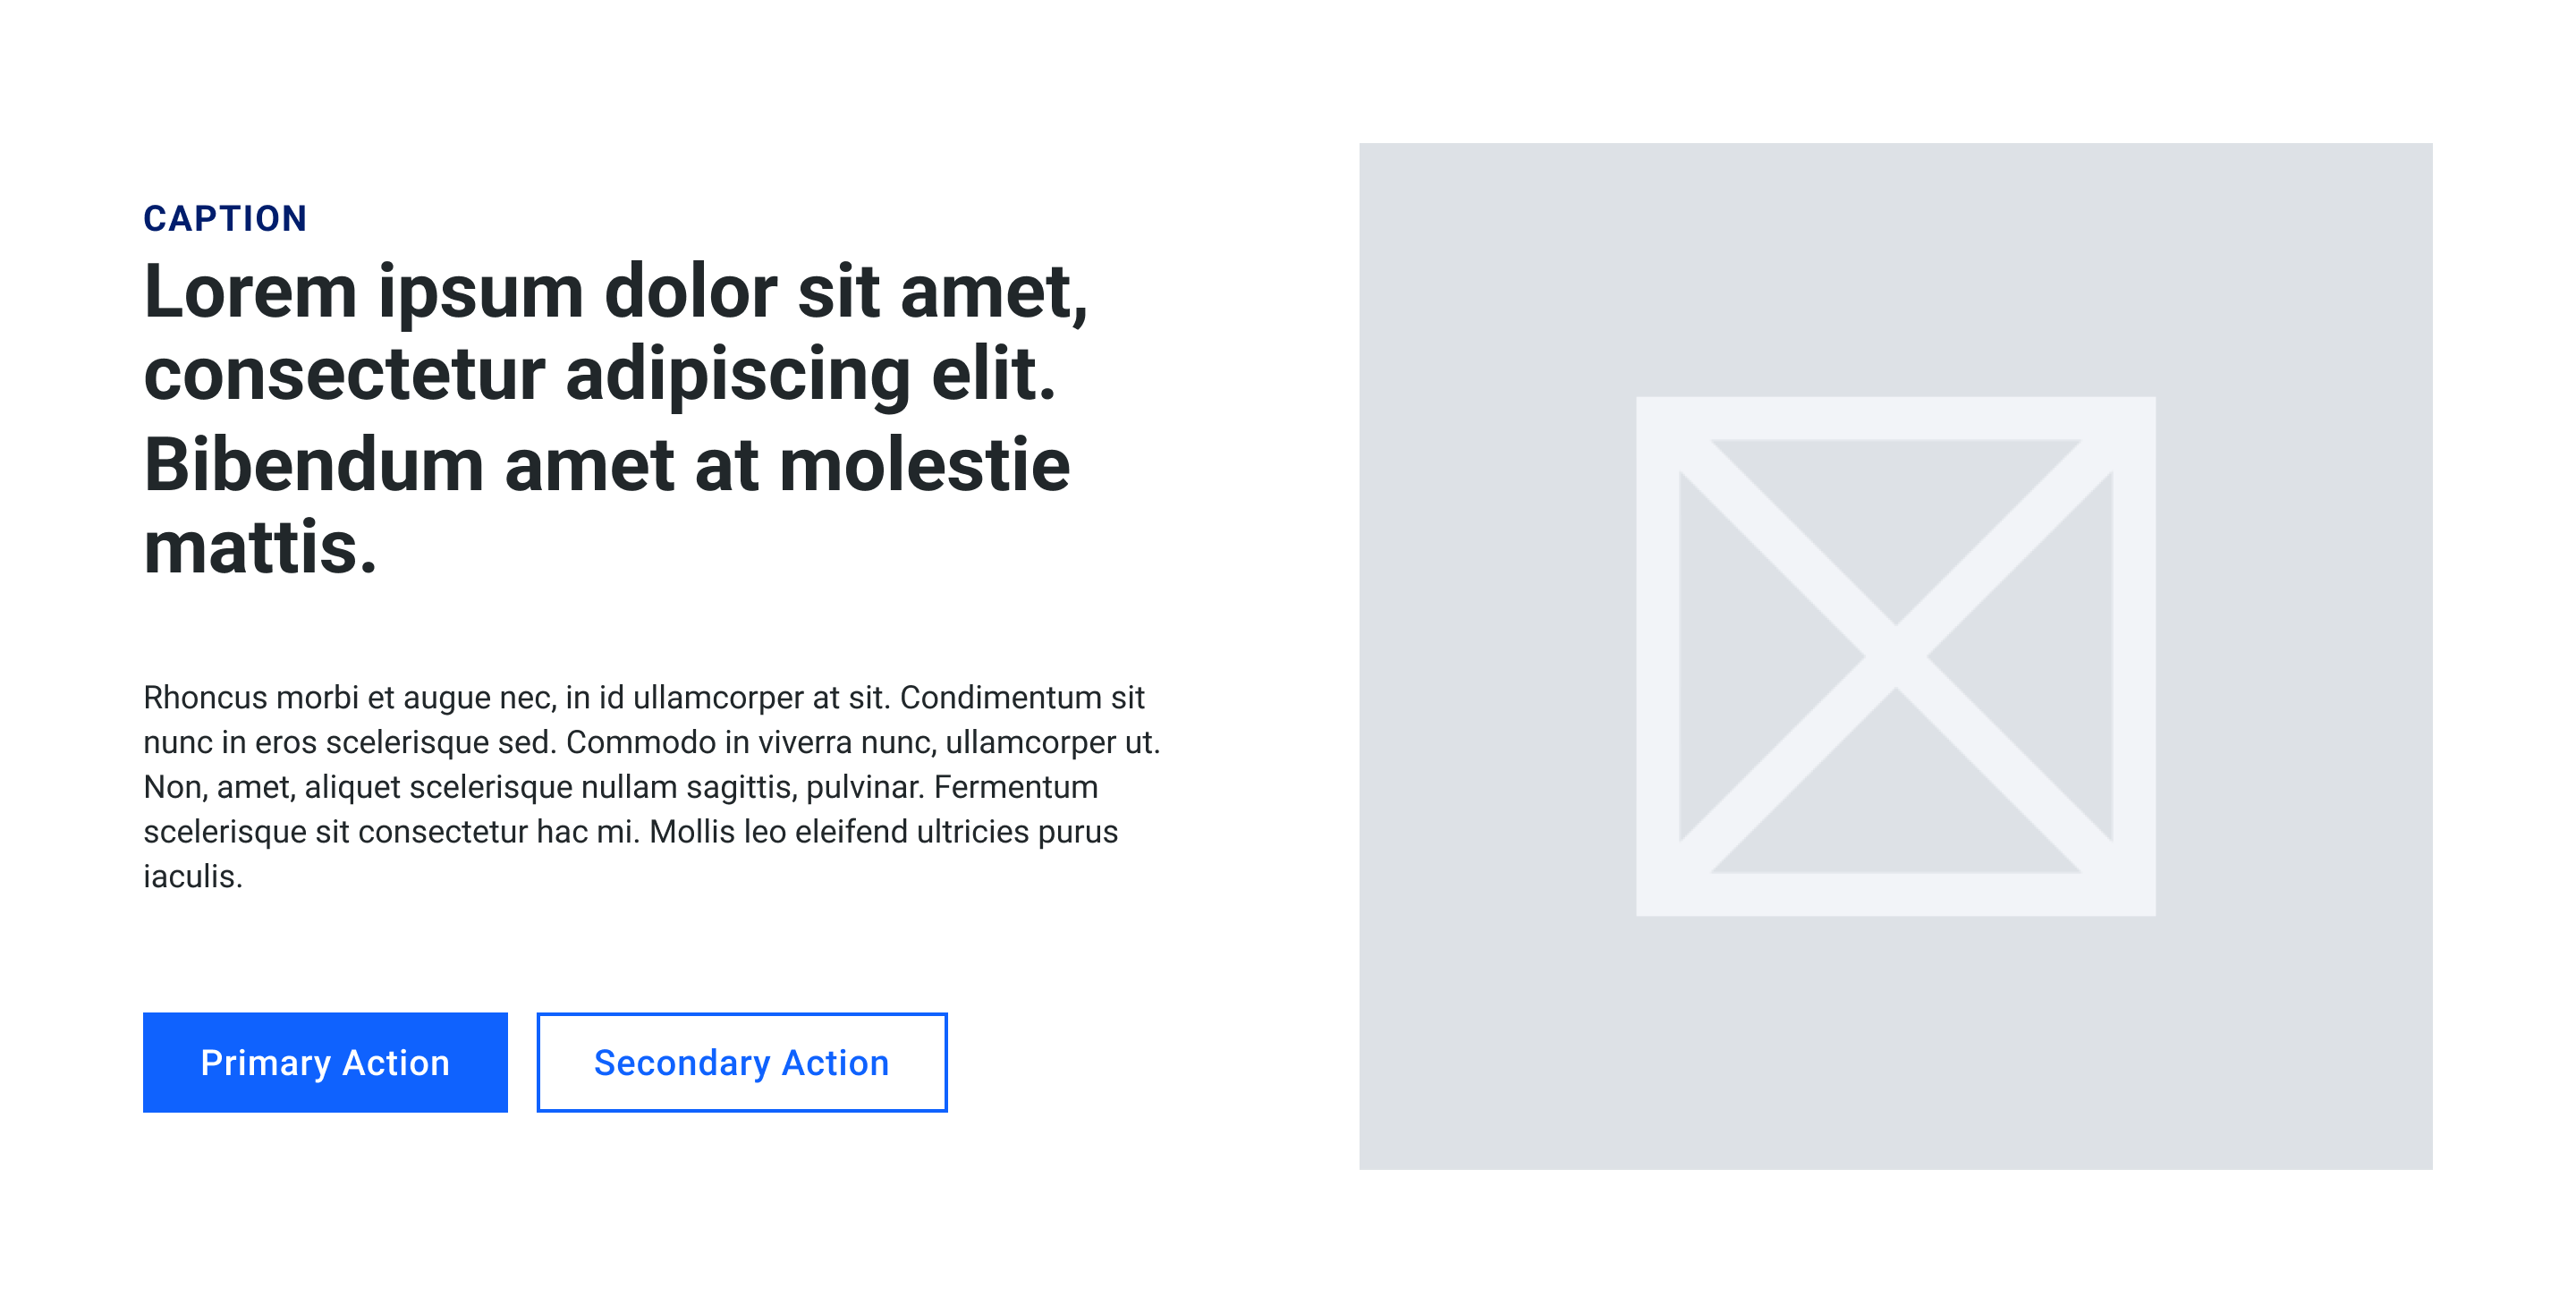 CAPTION
Lorem ipsum dolor sit amet,
consectetur adipiscing elit.
Bibendum amet at molestie
mattis.
Rhoncus morbi et augue nec, in id ullamcorper at sit. Condimentum sit
nunc in eros scelerisque sed. Commodo in viverra nunc, ullamcorper ut.
Non, amet, aliquet scelerisque nullam sagittis, pulvinar. Fermentum
scelerisque sit consectetur hac mi. Mollis leo eleifend ultricies purus
iaculis.
Primary Action
Secondary Action